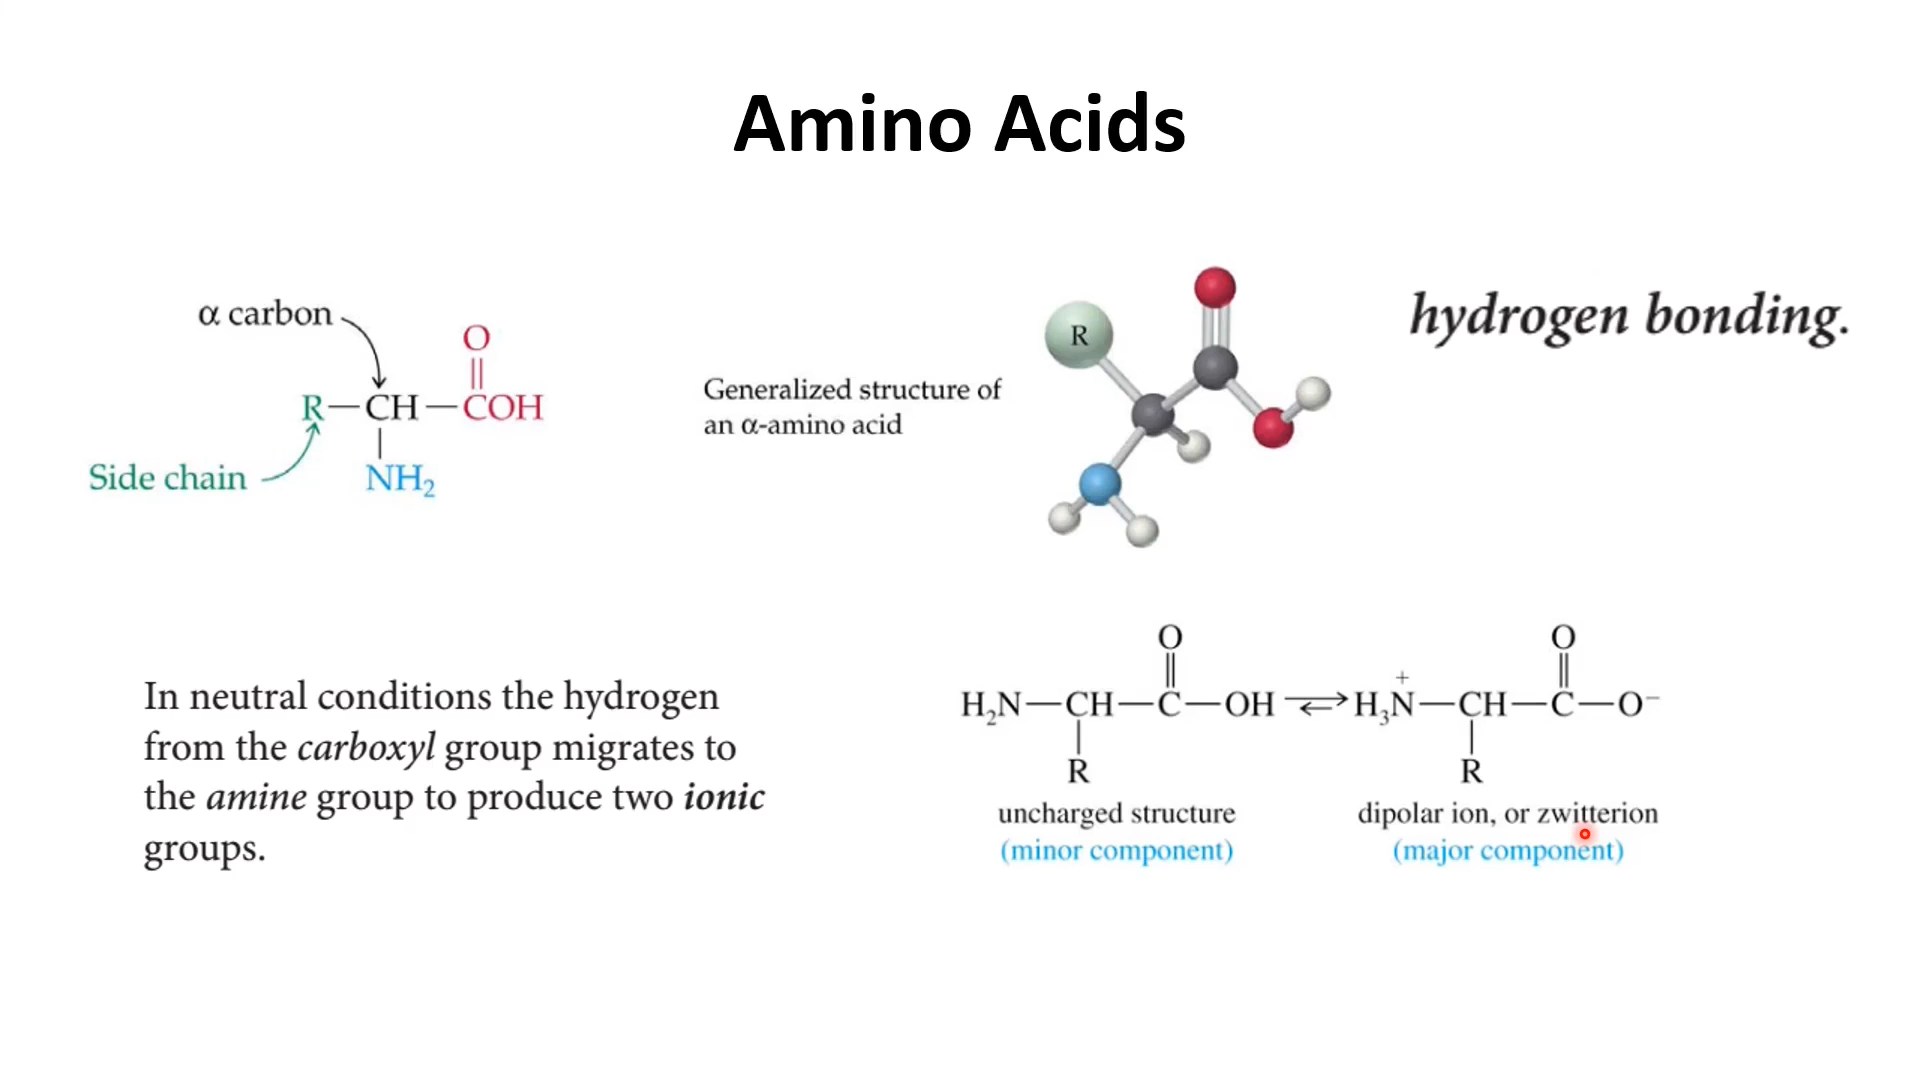 Amino Acids
α carbon
O
R—CH—COH
Side chain
NH₂
Generalized structure of
an α-amino acid
R
hydrogen bonding.
In neutral conditions the hydrogen
from the carboxyl group migrates to
the amine group to produce two ionic
groups.
O
H₂N—CH—C—OH
R
uncharged structure
(minor component)
O
+
H₃N—CH—C—O⁻
R
dipolar ion, or zwitterion
(major component)